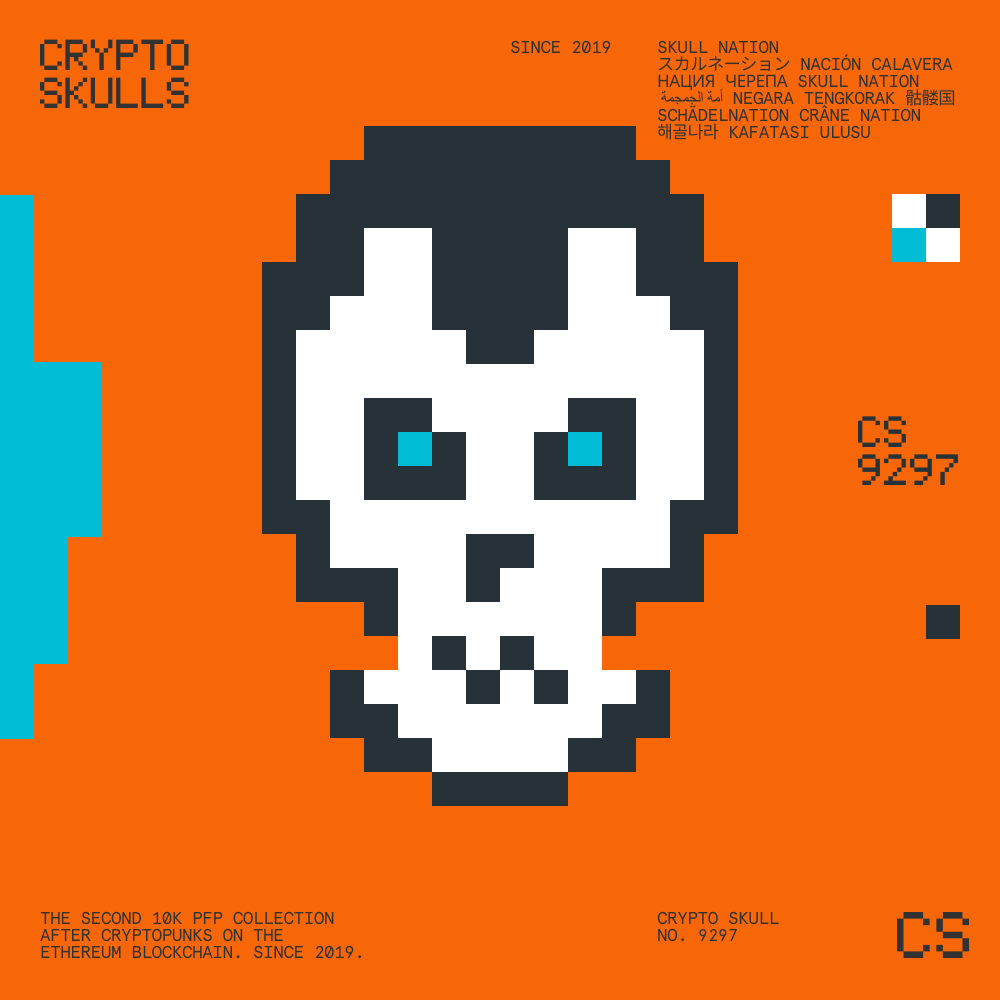 CRYPTO
SKULLS
SINCE 2019
SKULL NATION
スカルネーション NACIÓN CALAVERA
НАЦИЯ ЧЕРЕПА SKULL NATION
أمة الجمجمة NEGARA TENGKORAK 骷髅国
SCHÄDELNATION CRÂNE NATION
해골나라 KAFATASI ULUSU
CS
9297
THE SECOND 10K PFP COLLECTION
AFTER CRYPTOPUNKS ON THE
ETHEREUM BLOCKCHAIN. SINCE 2019.
CRYPTO SKULL
NO. 9297
CS